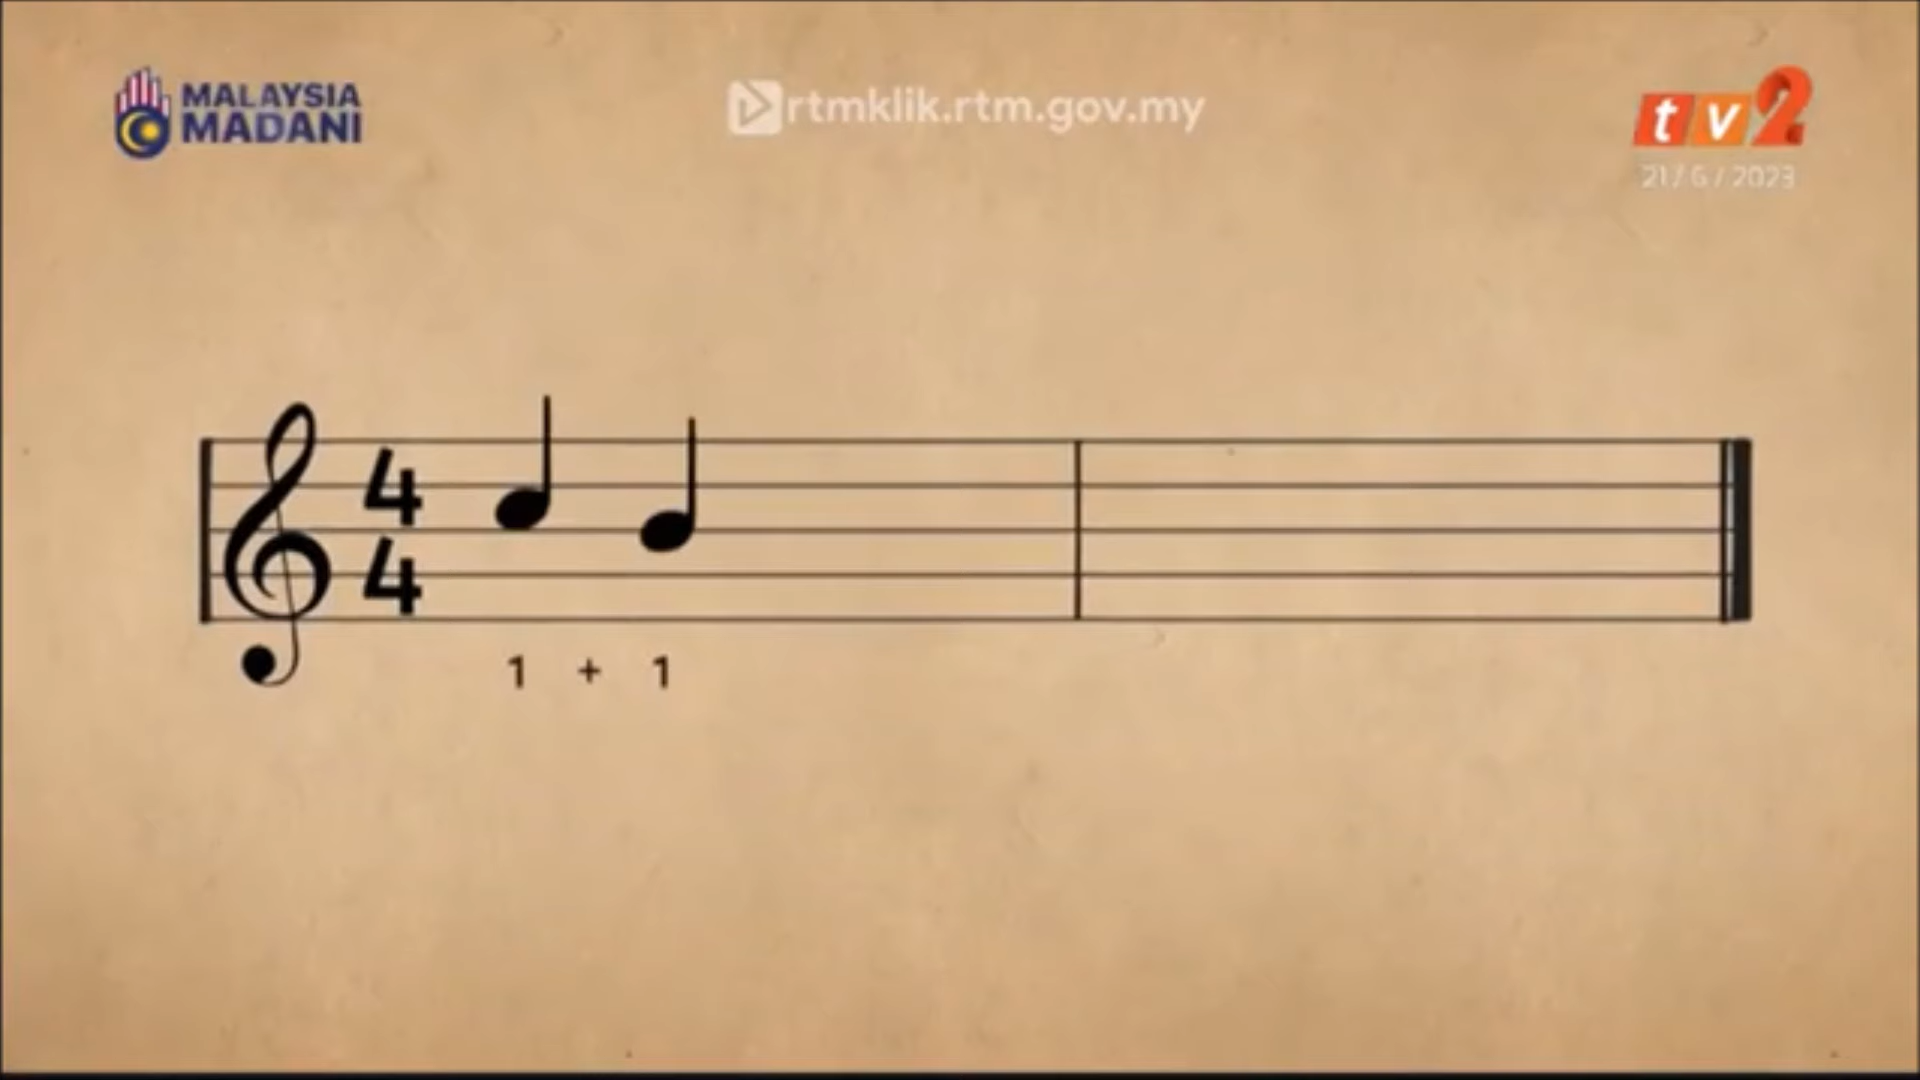 MALAYSIA
MADANI
rtmklik.rtm.gov.my
tv2
21/6/2023
4
4
1 + 1